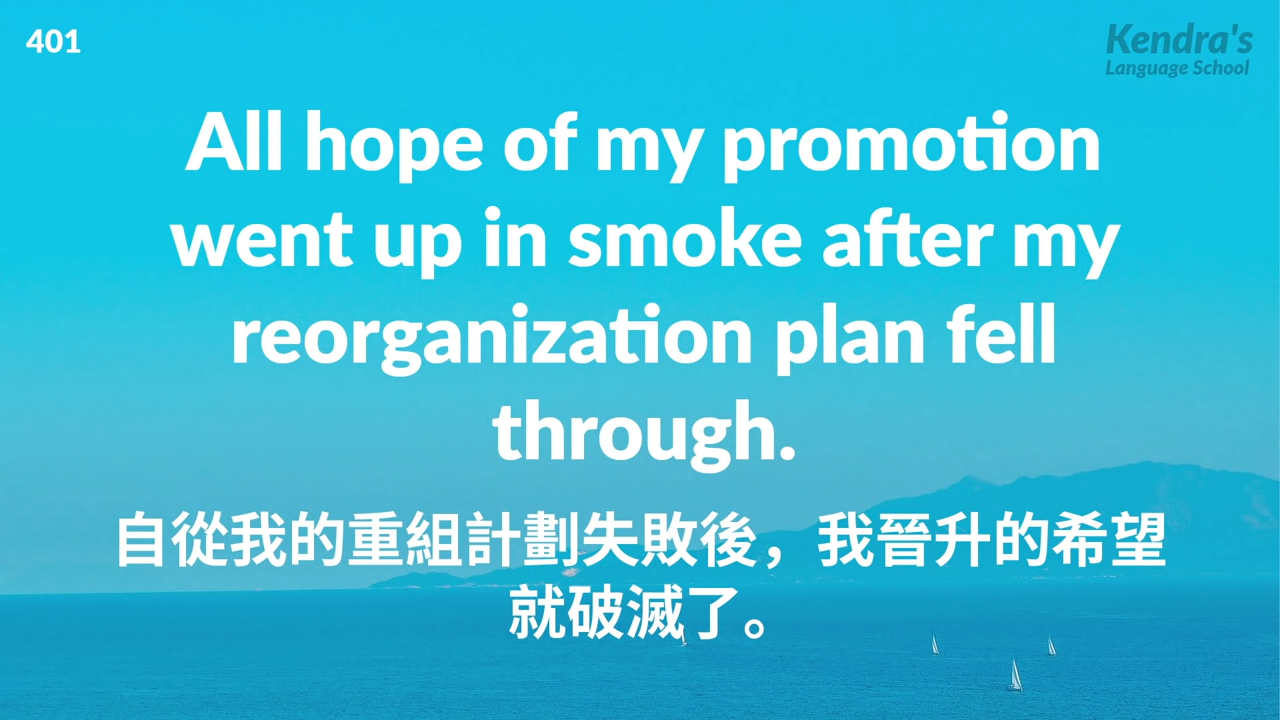 401
Kendra's
Language School
All hope of my promotion
went up in smoke after my
reorganization plan fell
through.
自從我的重組計劃失敗後，我晉升的希望
就破滅了。